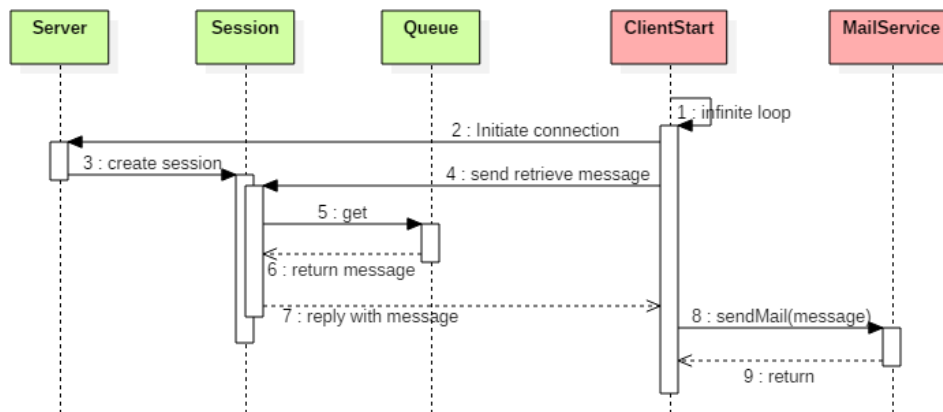 Server
Session
Queue
ClientStart
MailService
1 : infinite loop
2 : Initiate connection
3 : create session
4 : send retrieve message
5 : get
6 : return message
7 : reply with message
8 : sendMail(message)
9 : return